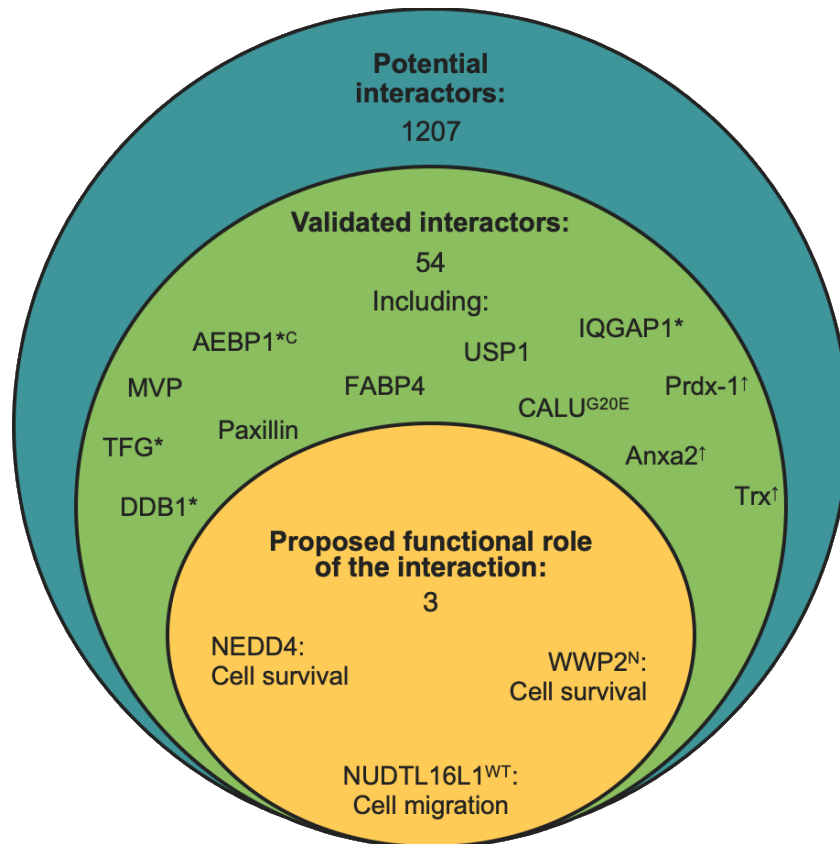 Potential
interactors:
1207
Validated interactors:
54
Including:
AEBP1*ᶜ
USP1
IQGAP1*
MVP
FABP4
Prdx-1↑
CALUᴳ²⁰ᴱ
Paxillin
TFG*
Anxa2↑
DDB1*
Trx↑
Proposed functional role
of the interaction:
3
NEDD4:
Cell survival
WWP2ᴺ:
Cell survival
NUDTL16L1ᵂᵀ:
Cell migration